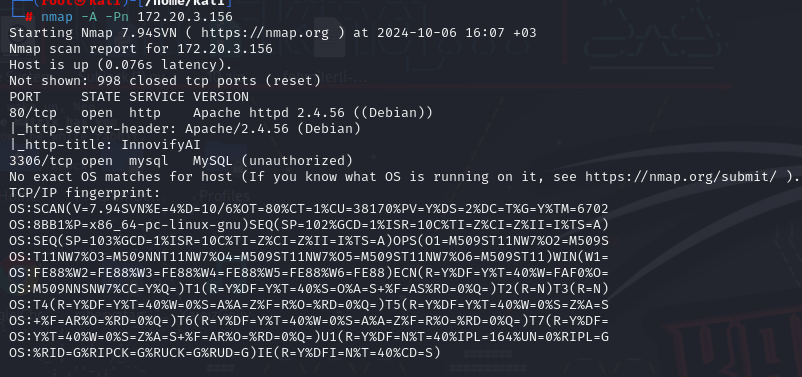 (root㉿kali)-[/home/kali]
# nmap -A -Pn 172.20.3.156
Starting Nmap 7.94SVN ( https://nmap.org ) at 2024-10-06 16:07 +03
Nmap scan report for 172.20.3.156
Host is up (0.076s latency).
Not shown: 998 closed tcp ports (reset)
PORT     STATE SERVICE VERSION
80/tcp   open  http    Apache httpd 2.4.56 ((Debian))
|_http-server-header: Apache/2.4.56 (Debian)
|_http-title: InnovifyAI
3306/tcp open  mysql   MySQL (unauthorized)
No exact OS matches for host (If you know what OS is running on it, see https://nmap.org/submit/ ).
TCP/IP fingerprint:
OS:SCAN(V=7.94SVN%E=4%D=10/6%OT=80%CT=1%CU=38170%PV=Y%DS=2%DC=T%G=Y%TM=6702
OS:8BB1%P=x86_64-pc-linux-gnu)SEQ(SP=102%GCD=1%ISR=10C%TI=Z%CI=Z%II=I%TS=A)
OS:SEQ(SP=103%GCD=1%ISR=10C%TI=Z%CI=Z%II=I%TS=A)OPS(O1=M509ST11NW7%O2=M509S
OS:T11NW7%O3=M509NNT11NW7%O4=M509ST11NW7%O5=M509ST11NW7%O6=M509ST11)WIN(W1=
OS:FE88%W2=FE88%W3=FE88%W4=FE88%W5=FE88%W6=FE88)ECN(R=Y%DF=Y%T=40%W=FAF0%O=
OS:M509NNSNW7%CC=Y%Q=)T1(R=Y%DF=Y%T=40%S=O%A=S+%F=AS%RD=0%Q=)T2(R=N)T3(R=N)
OS:T4(R=Y%DF=Y%T=40%W=0%S=A%A=Z%F=R%O=%RD=0%Q=)T5(R=Y%DF=Y%T=40%W=0%S=Z%A=S
OS:+%F=AR%O=%RD=0%Q=)T6(R=Y%DF=Y%T=40%W=0%S=A%A=Z%F=R%O=%RD=0%Q=)T7(R=Y%DF=
OS:Y%T=40%W=0%S=Z%A=S+%F=AR%O=%RD=0%Q=)U1(R=Y%DF=N%T=40%IPL=164%UN=0%RIPL=G
OS:%RID=G%RIPCK=G%RUCK=G%RUD=G)IE(R=Y%DFI=N%T=40%CD=S)